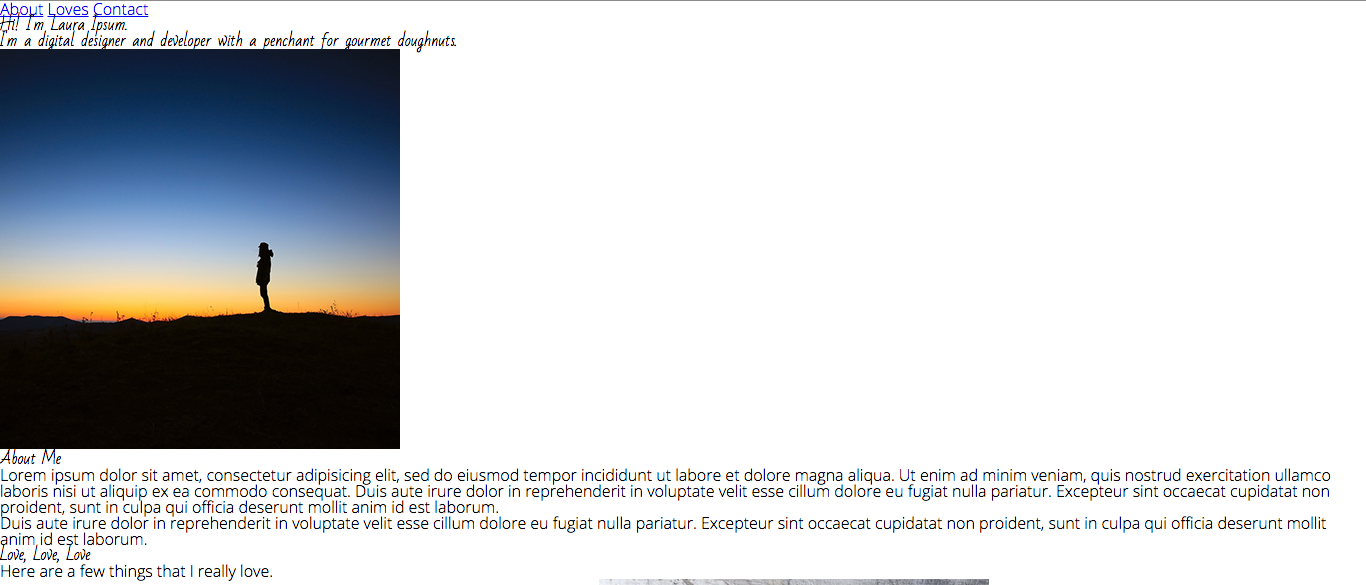 About Loves Contact
Hi! I'm Laura Ipsum.
I'm a digital designer and developer with a penchant for gourmet doughnuts.
About Me
Lorem ipsum dolor sit amet, consectetur adipisicing elit, sed do eiusmod tempor incididunt ut labore et dolore magna aliqua. Ut enim ad minim veniam, quis nostrud exercitation ullamco
laboris nisi ut aliquip ex ea commodo consequat. Duis aute irure dolor in reprehenderit in voluptate velit esse cillum dolore eu fugiat nulla pariatur. Excepteur sint occaecat cupidatat non
proident, sunt in culpa qui officia deserunt mollit anim id est laborum.
Duis aute irure dolor in reprehenderit in voluptate velit esse cillum dolore eu fugiat nulla pariatur. Excepteur sint occaecat cupidatat non proident, sunt in culpa qui officia deserunt mollit
anim id est laborum.
Love, Love, Love
Here are a few things that I really love.